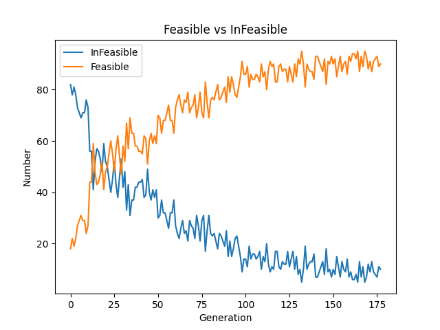 Feasible vs InFeasible
InFeasible
Feasible
80
60
40
20
Number
0 25 50 75 100 125 150 175
Generation